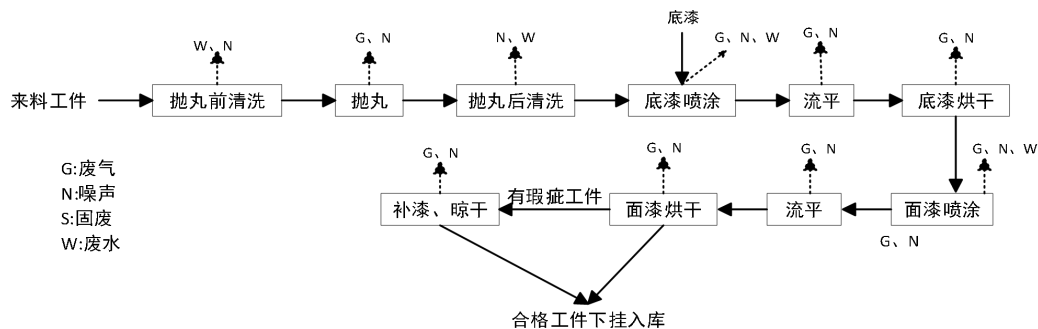 底漆
W、N
G、N
N、W
G、N、W
G、N
G、N
来料工件
抛丸前清洗
抛丸
抛丸后清洗
底漆喷涂
流平
底漆烘干
G、N
G、N
G、N
G、N、W
G:废气
N:噪声
S:固废
W:废水
补漆、晾干
有瑕疵工件
面漆烘干
流平
面漆喷涂
G、N
合格工件下挂入库